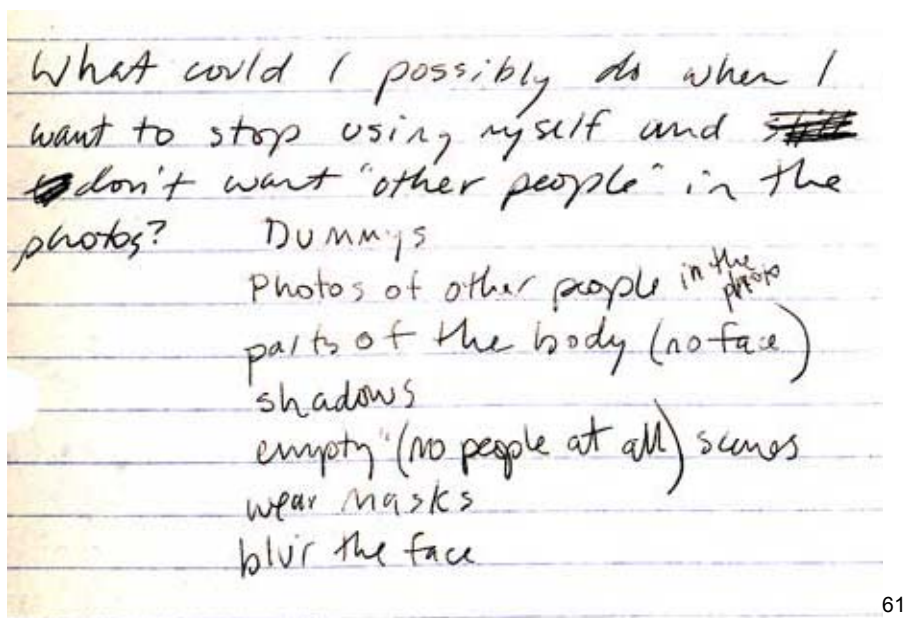 What could I possibly do when I
want to stop using myself and
don't want "other people" in the
photos? Dummys
Photos of other people in the photo
parts of the body (no face)
shadows
empty" (no people at all) scenes
wear masks
blur the face
61